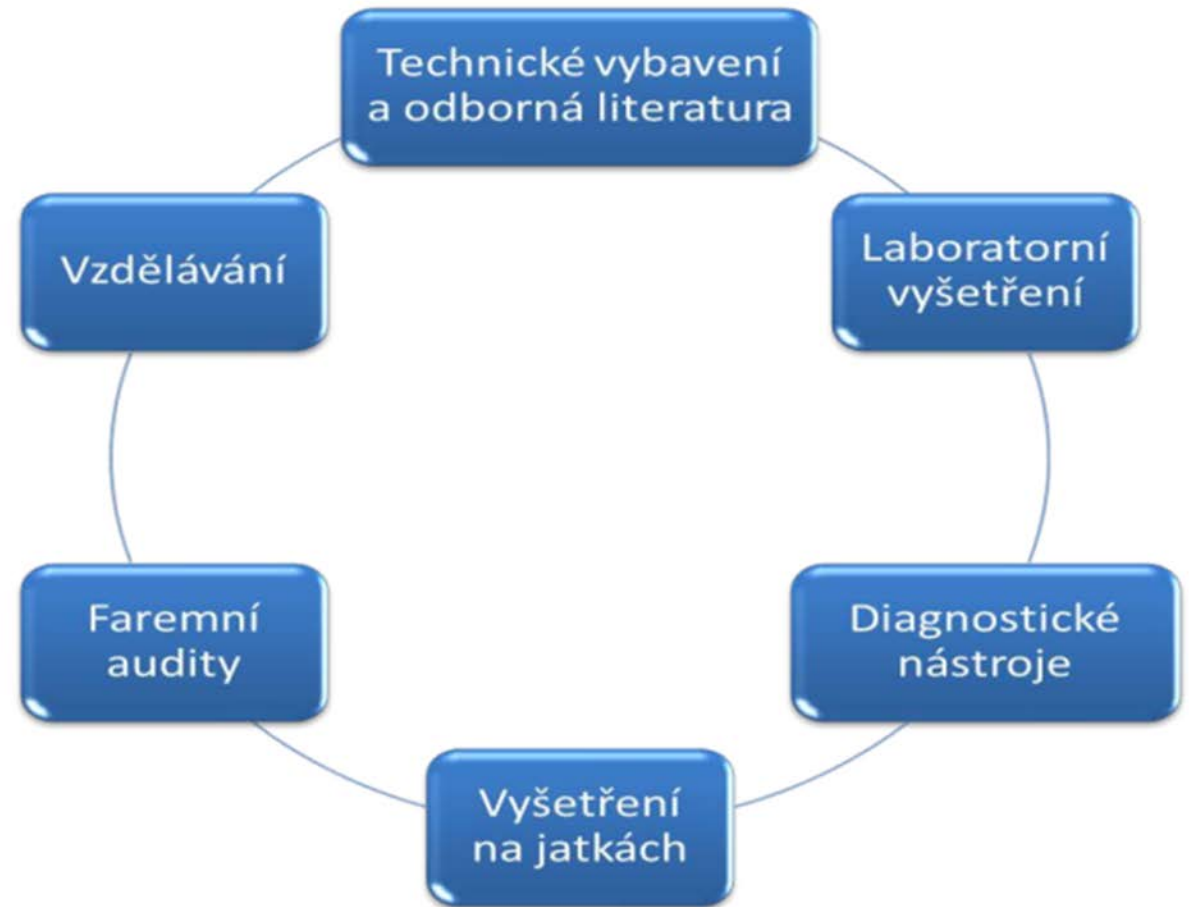 Technické vybavení
a odborná literatura
Laboratorní
vyšetření
Diagnostické
nástroje
Vyšetření
na jatkách
Faremní
audity
Vzdělávání